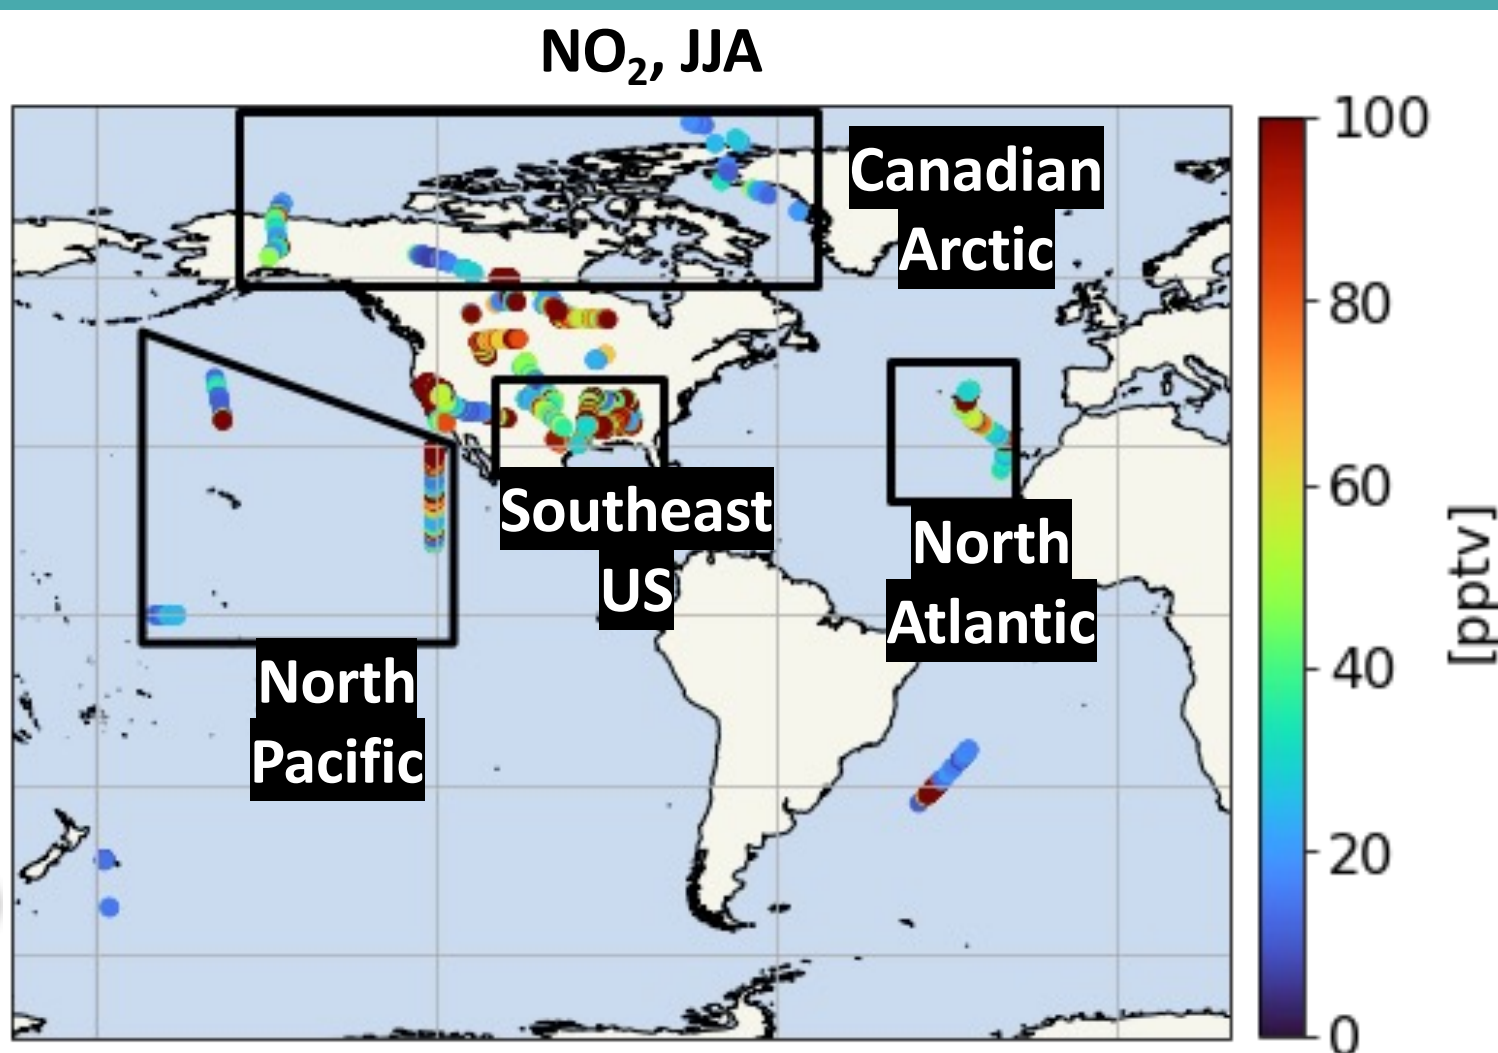 NO₂, JJA
Canadian
Arctic
Southeast
US
North
Atlantic
North
Pacific
100
80
60
40
20
0
[pptv]